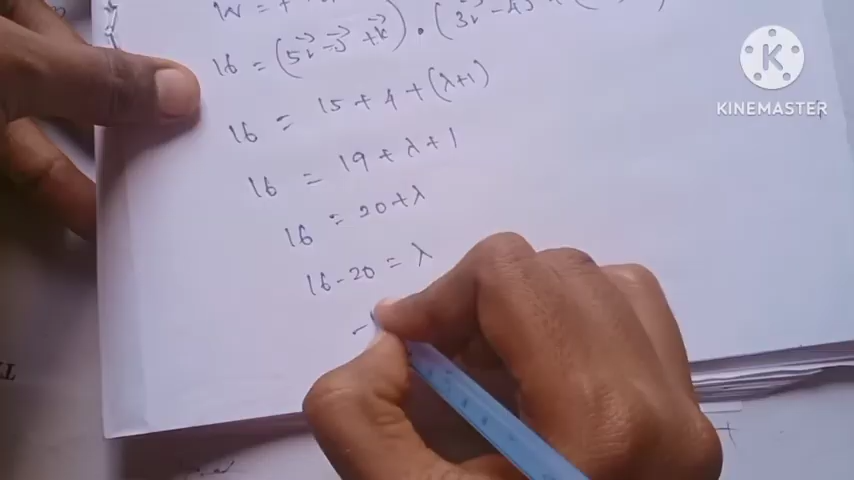 16 = (5i⃗ - j⃗ + k⃗) . (3i⃗ - 4j⃗ +
16 = 15 + 4 + (λ+1)
16 = 19 + λ + 1
16 = 20 + λ
16 - 20 = λ
-
KINEMASTER